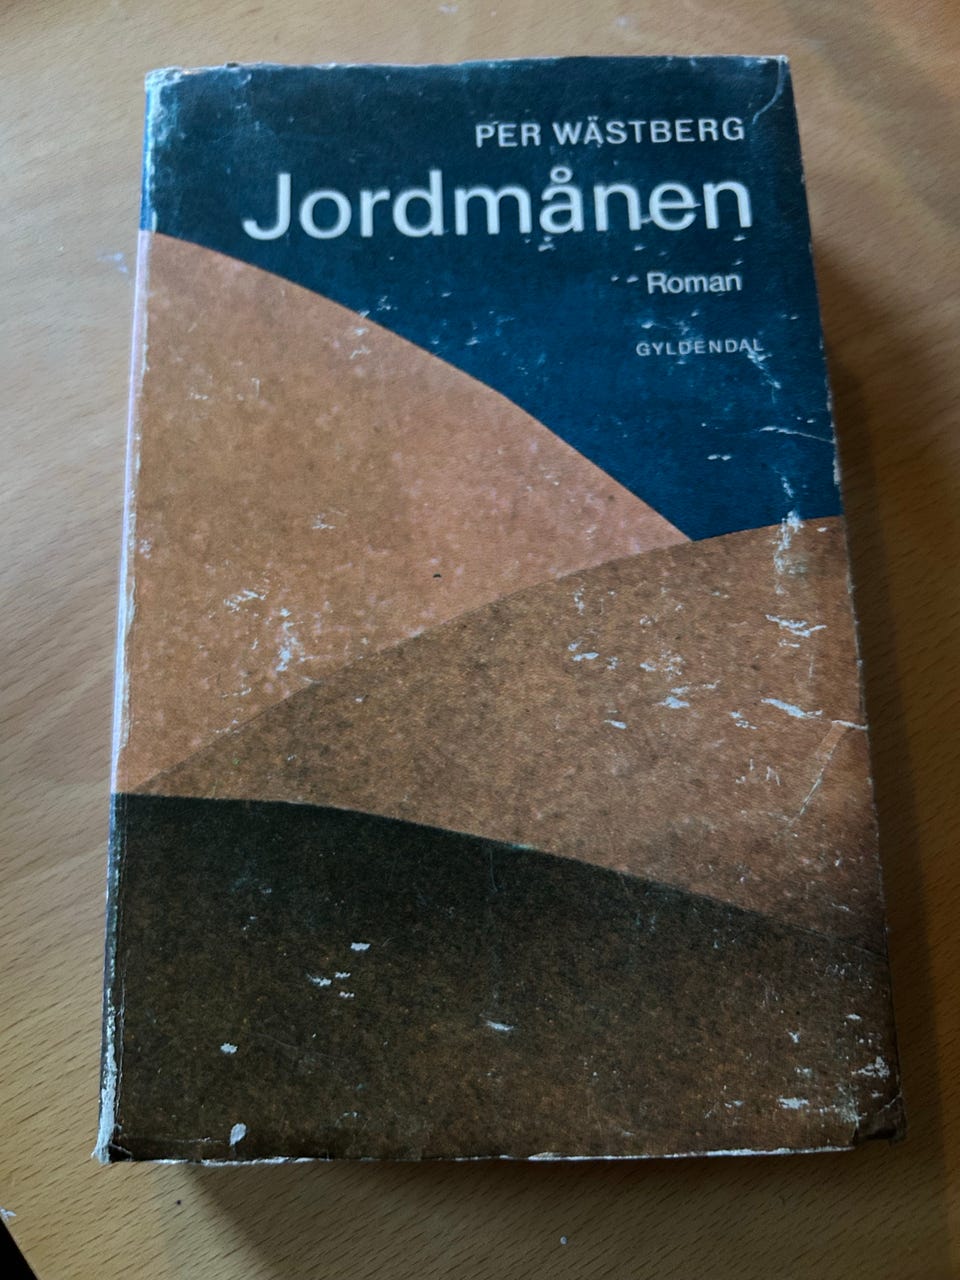 PER WÄSTBERG
Jordmånen
Roman
GYLDENDAL